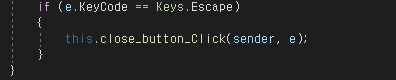 if (e.KeyCode == Keys.Escape)
{
this.close_button_Click(sender, e);
}
}